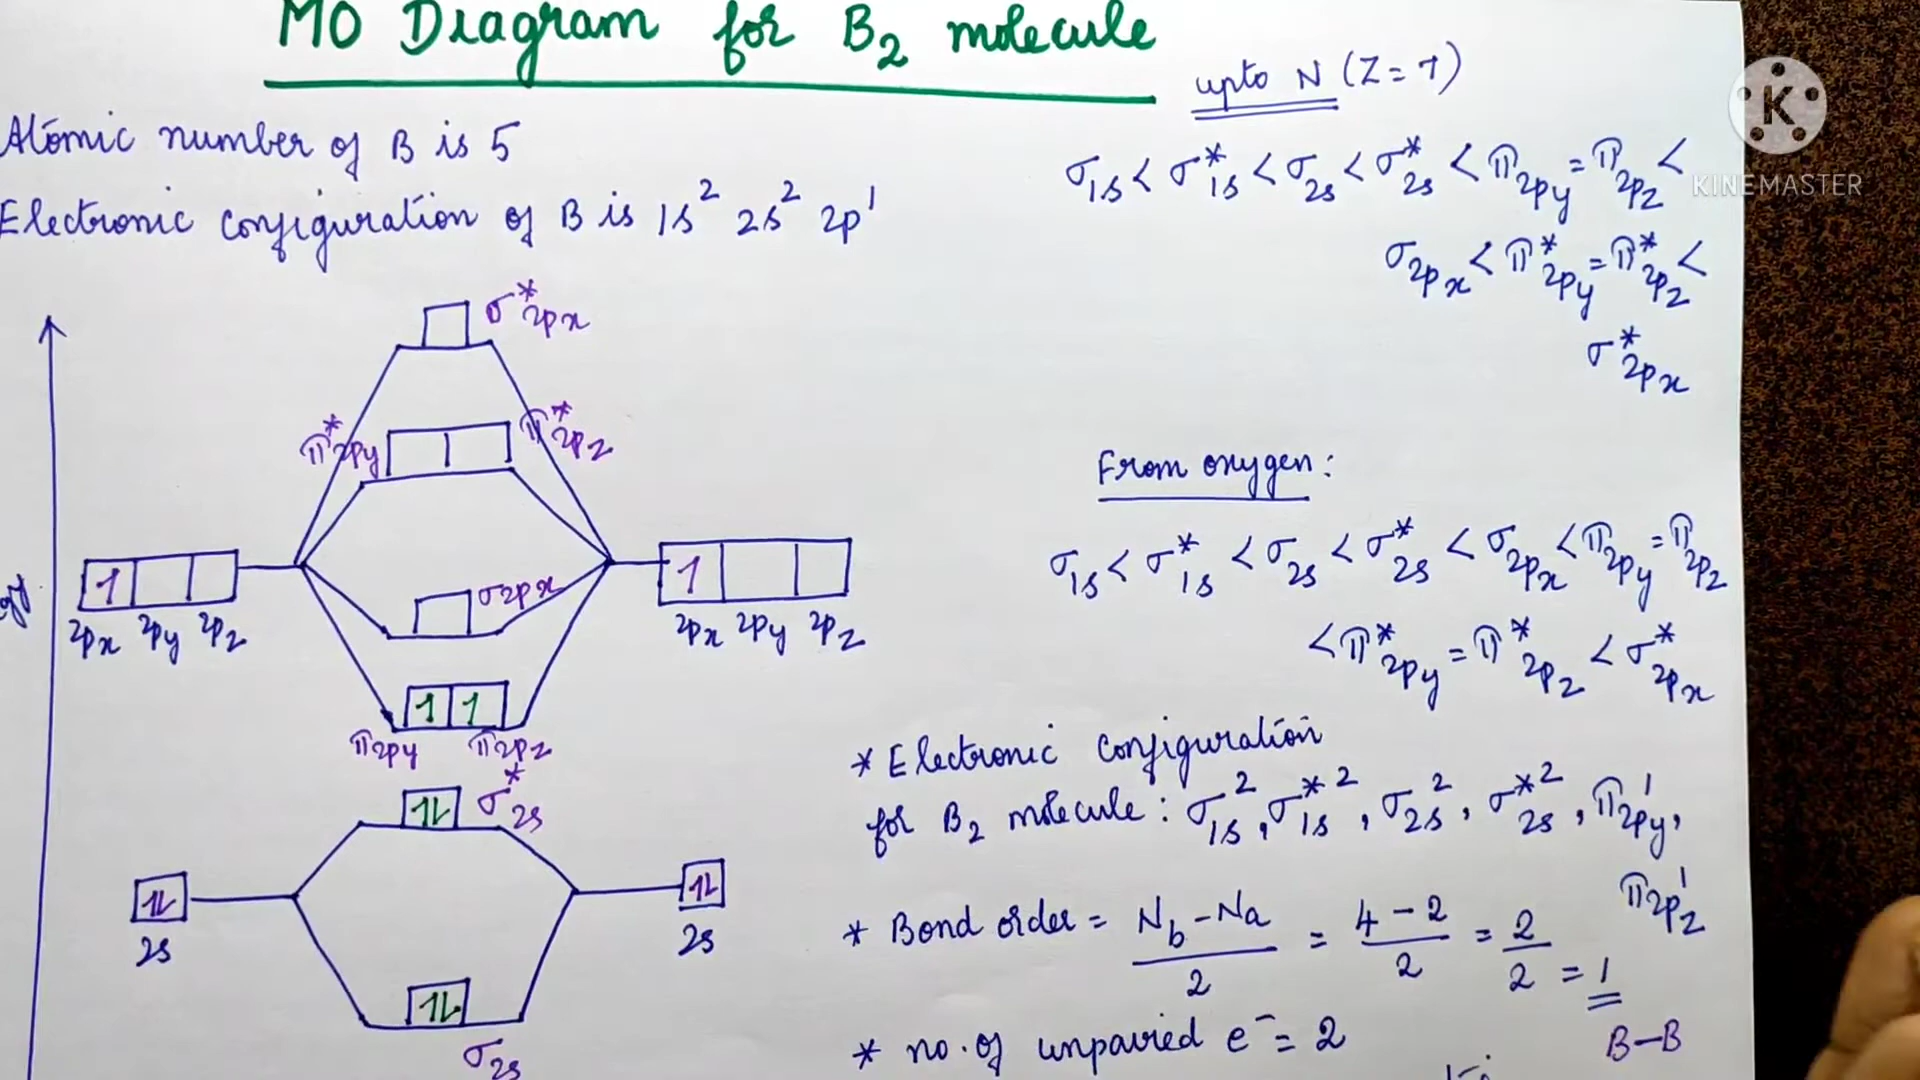 MO Diagram for B₂ molecule
upto N (Z=7)
Atomic number of B is 5
Electronic configuration of B is 1s² 2s² 2p¹
σ1s < σ*1s < σ2s < σ*2s < π2py = π2pz <
σ2px < π*2py = π*2pz <
σ*2px
KINEMASTER
K
σ*2px
π*2py π*2pz
1 1
σ2px
2px 2py 2pz 2px 2py 2pz
1 1
π2py π2pz
1L σ*2s
1L 1L
2s 2s
1L
σ2s
From oxygen:
σ1s < σ*1s < σ2s < σ*2s < σ2px < π2py = π2pz
< π*2py = π*2pz < σ*2px
* Electronic configuration
for B₂ molecule: σ1s², σ*1s², σ2s², σ*2s², π2py¹,
π2pz¹
* Bond order = Nb - Na / 2 = 4 - 2 / 2 = 2 / 2 = 1
B-B
* no. of unpaired e⁻ = 2